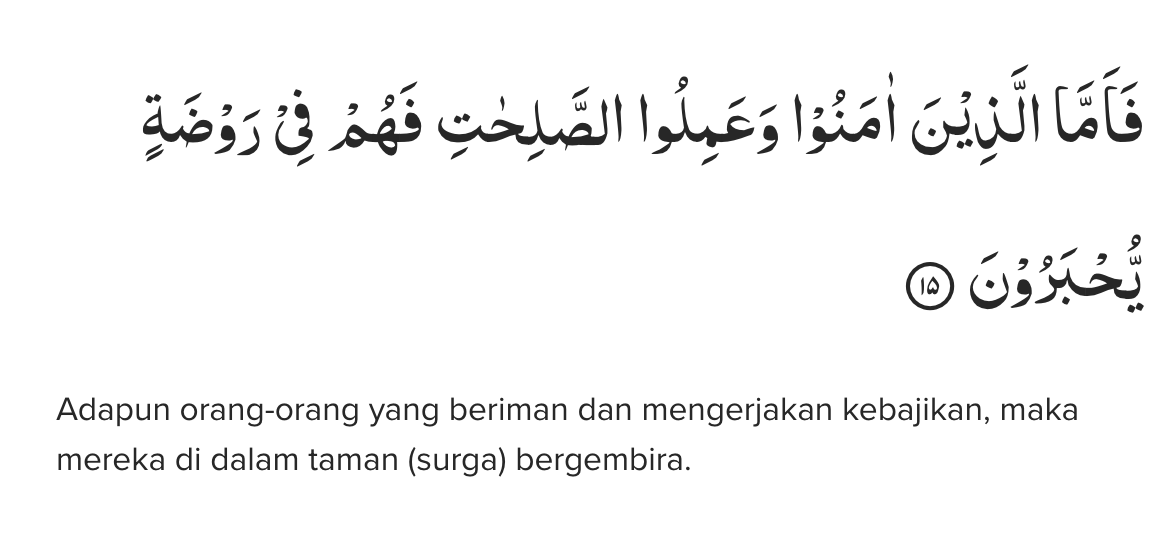 فَاَمَّا الَّذِيْنَ اٰمَنُوْا وَعَمِلُوا الصّٰلِحٰتِ فَهُمْ فِيْ رَوْضَةٍ
يُّحْبَرُوْنَ ١٥
Adapun orang-orang yang beriman dan mengerjakan kebajikan, maka
mereka di dalam taman (surga) bergembira.